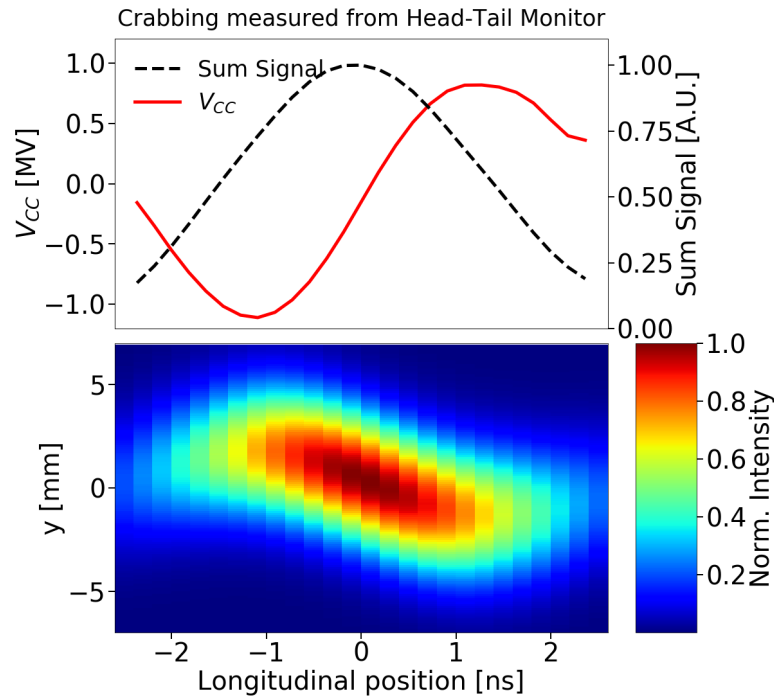 Crabbing measured from Head-Tail Monitor
Sum Signal
V_CC
V_CC [MV]
1.0
0.5
0.0
−0.5
−1.0
Sum Signal [A.U.]
1.00
0.75
0.50
0.25
0.00
y [mm]
5
0
−5
−2
−1
0
1
2
Longitudinal position [ns]
1.0
0.8
0.6
0.4
0.2
Norm. Intensity